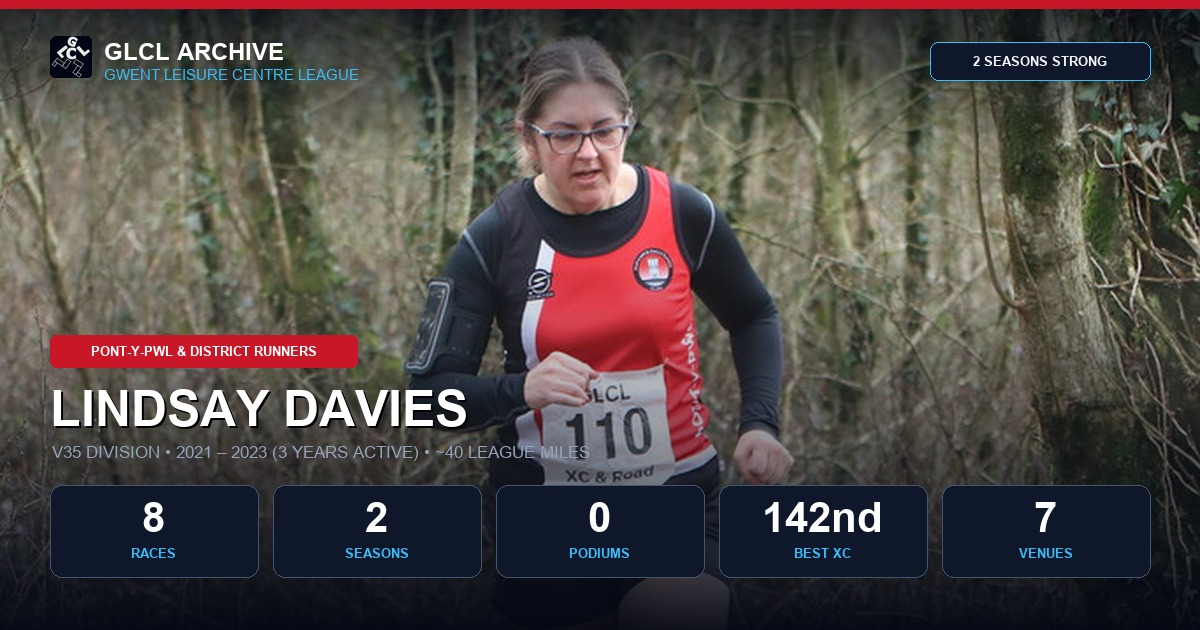 GLCL ARCHIVE
GWENT LEISURE CENTRE LEAGUE
2 SEASONS STRONG
PONT-Y-PWL & DISTRICT RUNNERS
LINDSAY DAVIES
V35 DIVISION • 2021 – 2023 (3 YEARS ACTIVE) • ~40 LEAGUE MILES
GLCL
110
XC & Road
8
RACES
2
SEASONS
0
PODIUMS
142nd
BEST XC
7
VENUES